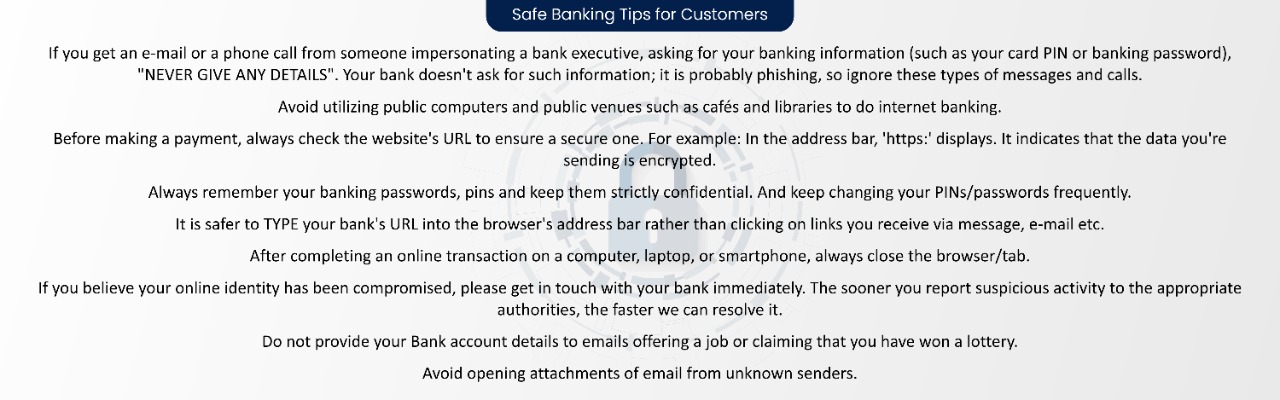 Safe Banking Tips for Customers
If you get an e-mail or a phone call from someone impersonating a bank executive, asking for your banking information (such as your card PIN or banking password),
"NEVER GIVE ANY DETAILS". Your bank doesn't ask for such information; it is probably phishing, so ignore these types of messages and calls.
Avoid utilizing public computers and public venues such as cafés and libraries to do internet banking.
Before making a payment, always check the website's URL to ensure a secure one. For example: In the address bar, 'https:' displays. It indicates that the data you're
sending is encrypted.
Always remember your banking passwords, pins and keep them strictly confidential. And keep changing your PINs/passwords frequently.
It is safer to TYPE your bank's URL into the browser's address bar rather than clicking on links you receive via message, e-mail etc.
After completing an online transaction on a computer, laptop, or smartphone, always close the browser/tab.
If you believe your online identity has been compromised, please get in touch with your bank immediately. The sooner you report suspicious activity to the appropriate
authorities, the faster we can resolve it.
Do not provide your Bank account details to emails offering a job or claiming that you have won a lottery.
Avoid opening attachments of email from unknown senders.